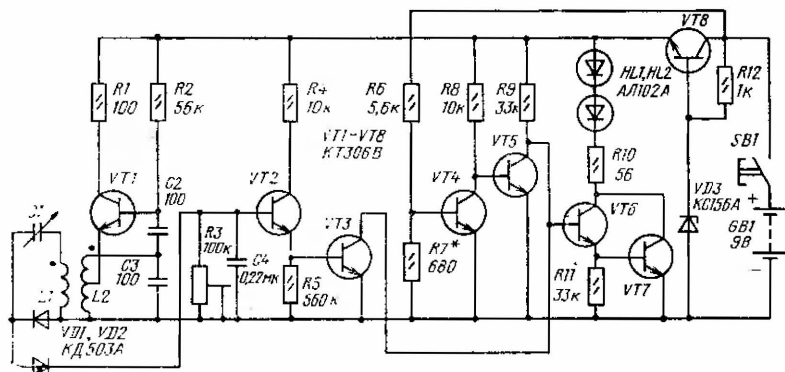 VT8
R1
100
R2
56к
R4
10к
R6
5,6к
R8
10к
R9
33к
HL1,HL2
АЛ102А
R12
1к
VT1-VT8
КТ306В
VT5
SB1
VT1
C2
100
VT2
VT4
R10
56
VD3
КС156А
+
GB1
9В
-
C1
VT3
VT6
R3
100к
C4
0,22мк
R7*
680
C3
100
L1
L2
R5
560к
R11
33к
VT7
VD1, VD2
КД503А